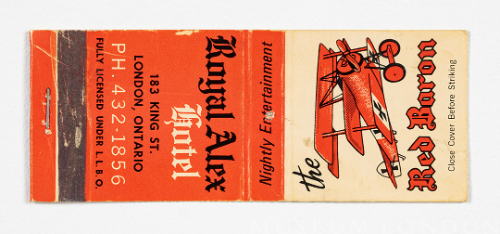 the
Red Baron
Close Cover Before Striking
Nightly Entertainment
Royal Alex
Hotel
183 KING ST.
LONDON, ONTARIO
PH. 432-1856
FULLY LICENSED UNDER L.L.B.O.